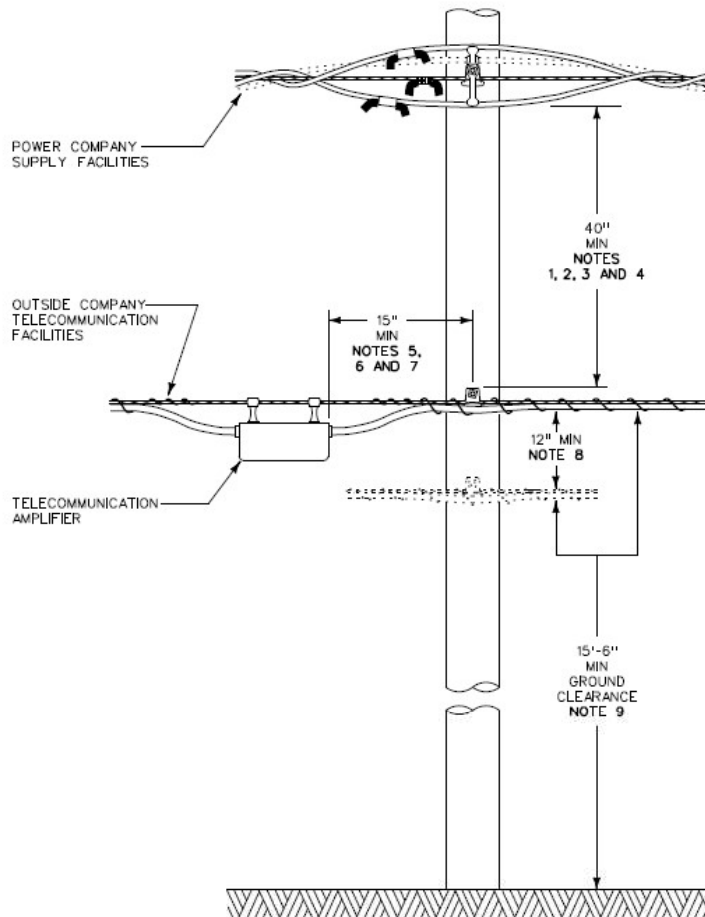 POWER COMPANY
SUPPLY FACILITIES
40"
MIN
NOTES
1, 2, 3 AND 4
OUTSIDE COMPANY
TELECOMMUNICATION
FACILITIES
15"
MIN
NOTES 5,
6 AND 7
12" MIN
NOTE 8
TELECOMMUNICATION
AMPLIFIER
15'-6"
MIN
GROUND
CLEARANCE
NOTE 9